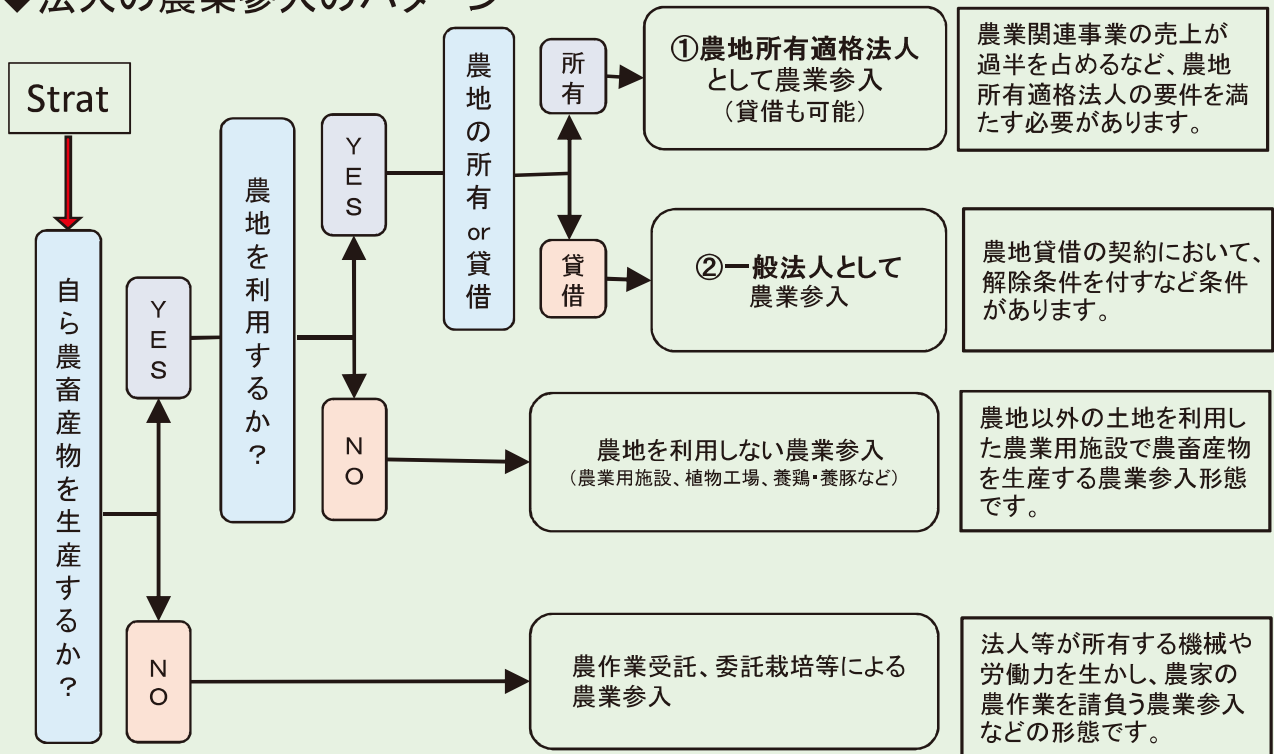 ◆法人の農業参入のパターン
Strat
自ら農畜産物を生産するか？
YES
NO
農地を利用するか？
YES
NO
農地の所有or貸借
所有
貸借
①農地所有適格法人
として農業参入
（貸借も可能）
農業関連事業の売上が
過半を占めるなど、農地
所有適格法人の要件を満
たす必要があります。
②一般法人として
農業参入
農地貸借の契約において、
解除条件を付すなど条件
があります。
農地を利用しない農業参入
（農業用施設、植物工場、養鶏・養豚など）
農地以外の土地を利用し
た農業用施設で農畜産物
を生産する農業参入形態
です。
農作業受託、委託栽培等による
農業参入
法人等が所有する機械や
労働力を生かし、農家の
農作業を請負う農業参入
などの形態です。